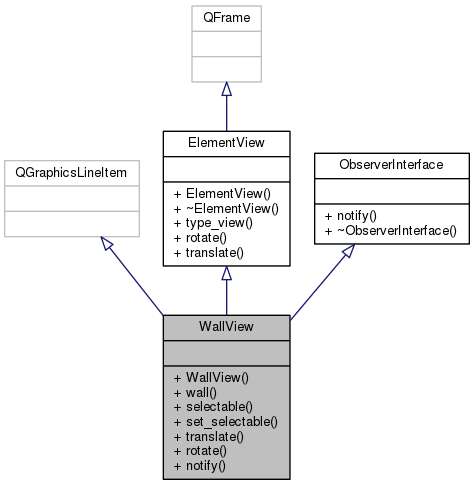 QFrame
ElementView
+ ElementView()
+ ~ElementView()
+ type_view()
+ rotate()
+ translate()
QGraphicsLineItem
ObserverInterface
+ notify()
+ ~ObserverInterface()
WallView
+ WallView()
+ wall()
+ selectable()
+ set_selectable()
+ translate()
+ rotate()
+ notify()